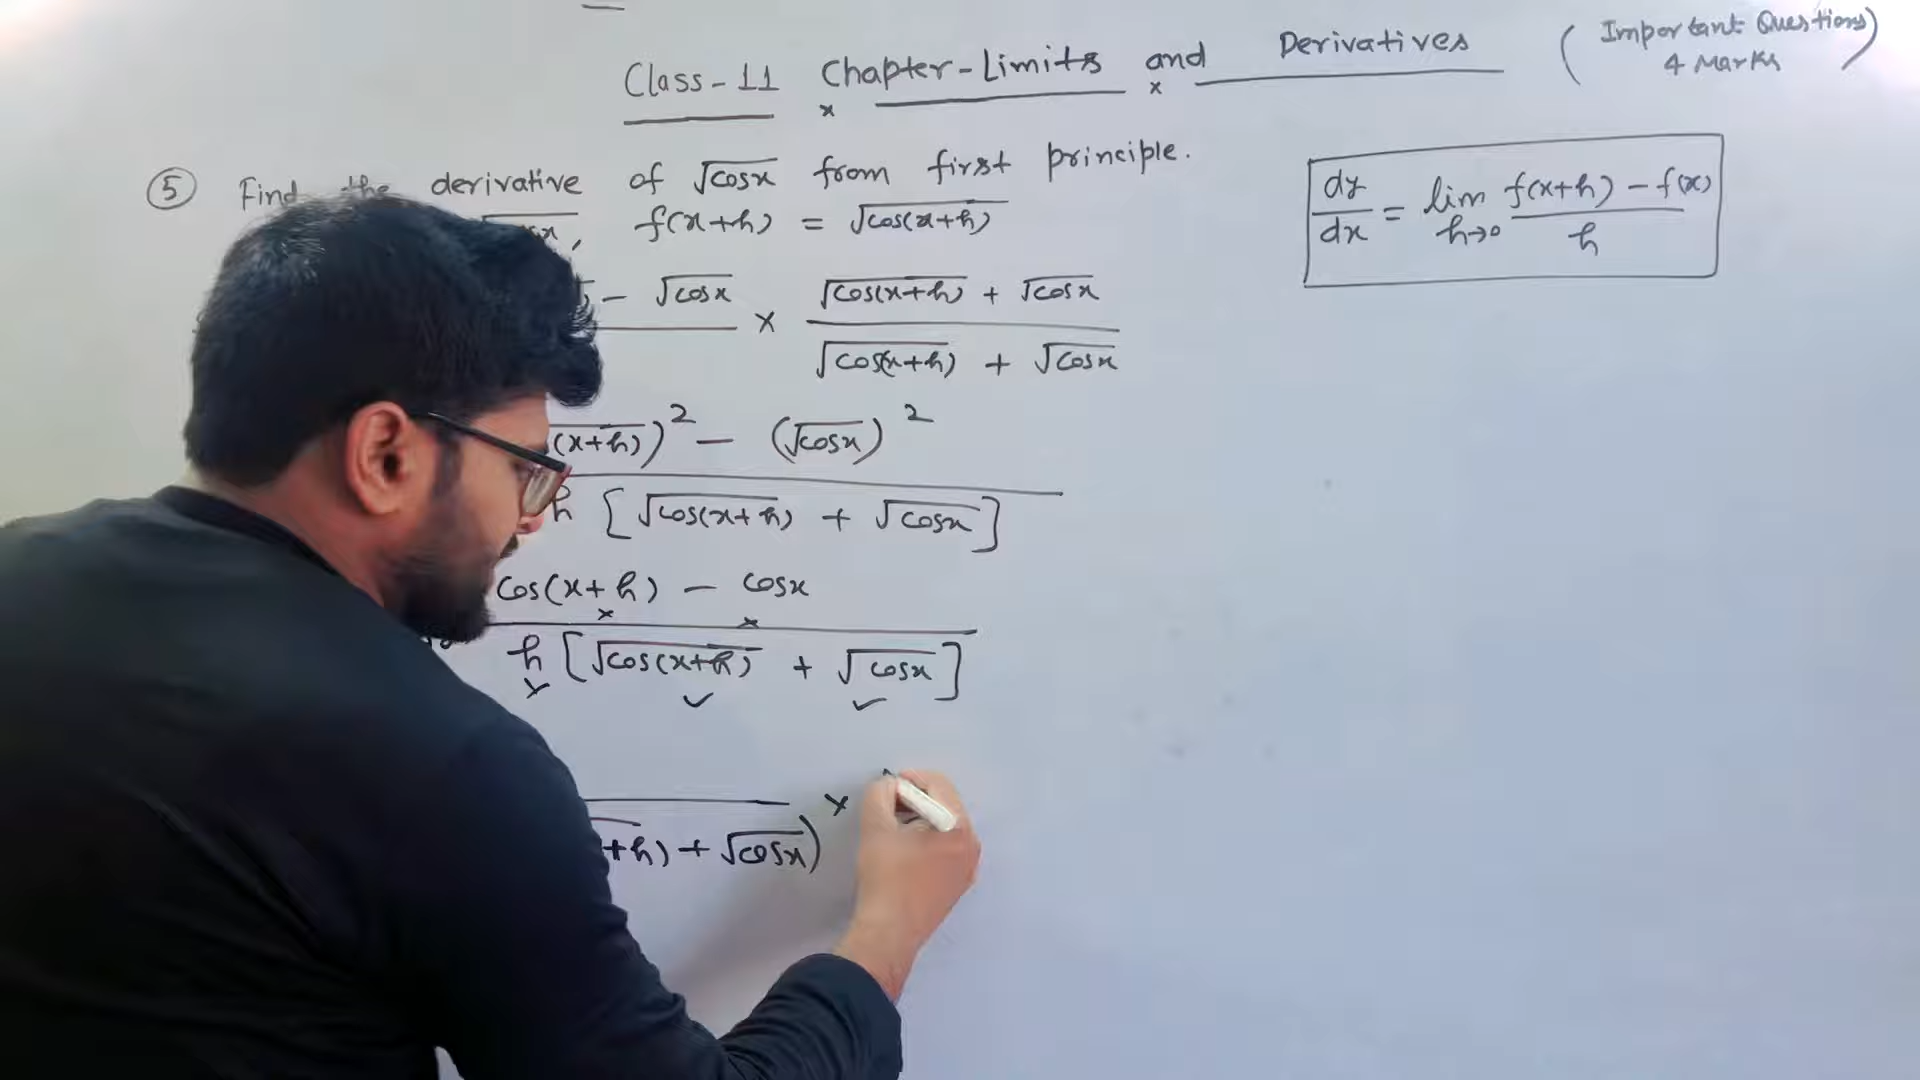 Class-11 Chapter-Limits and Derivatives (Important Questions 4 Marks)
⑤ Find the derivative of √cosx from first principle.
f(x+h) = √cos(x+h)
dy/dx = lim h→0 f(x+h) - f(x) / h
- √cosx × √cos(x+h) + √cosx / √cos(x+h) + √cosx
(x+h))² - (√cosx)²
h [√cos(x+h) + √cosx]
cos(x+h) - cosx
h [√cos(x+h) + √cosx]
×
+h) + √cosx)